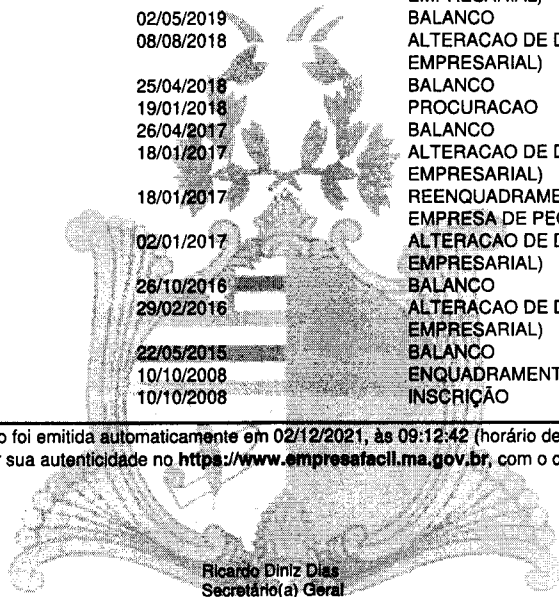 EMPRESARIAL)
02/05/2019 BALANCO
08/08/2018 ALTERACAO DE D
EMPRESARIAL)
25/04/2018 BALANCO
19/01/2018 PROCURACAO
26/04/2017 BALANCO
18/01/2017 ALTERACAO DE D
EMPRESARIAL)
18/01/2017 REENQUADRAME
EMPRESA DE PEQ
02/01/2017 ALTERACAO DE D
EMPRESARIAL)
26/10/2016 BALANCO
29/02/2016 ALTERACAO DE D
EMPRESARIAL)
22/05/2015 BALANCO
10/10/2008 ENQUADRAMENT
10/10/2008 INSCRIÇÃO
o foi emitida automaticamente em 02/12/2021, às 09:12:42 (horário de
r sua autenticidade no https://www.empresafacil.ma.gov.br, com o c
Ricardo Diniz Dias
Secretário(a) Geral